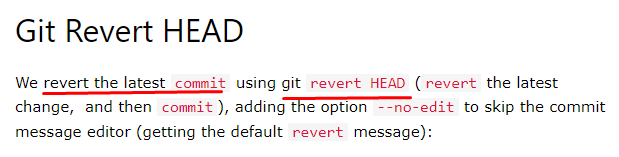 Git Revert HEAD
We revert the latest commit using git revert HEAD (revert the latest
change, and then commit), adding the option --no-edit to skip the commit
message editor (getting the default revert message):